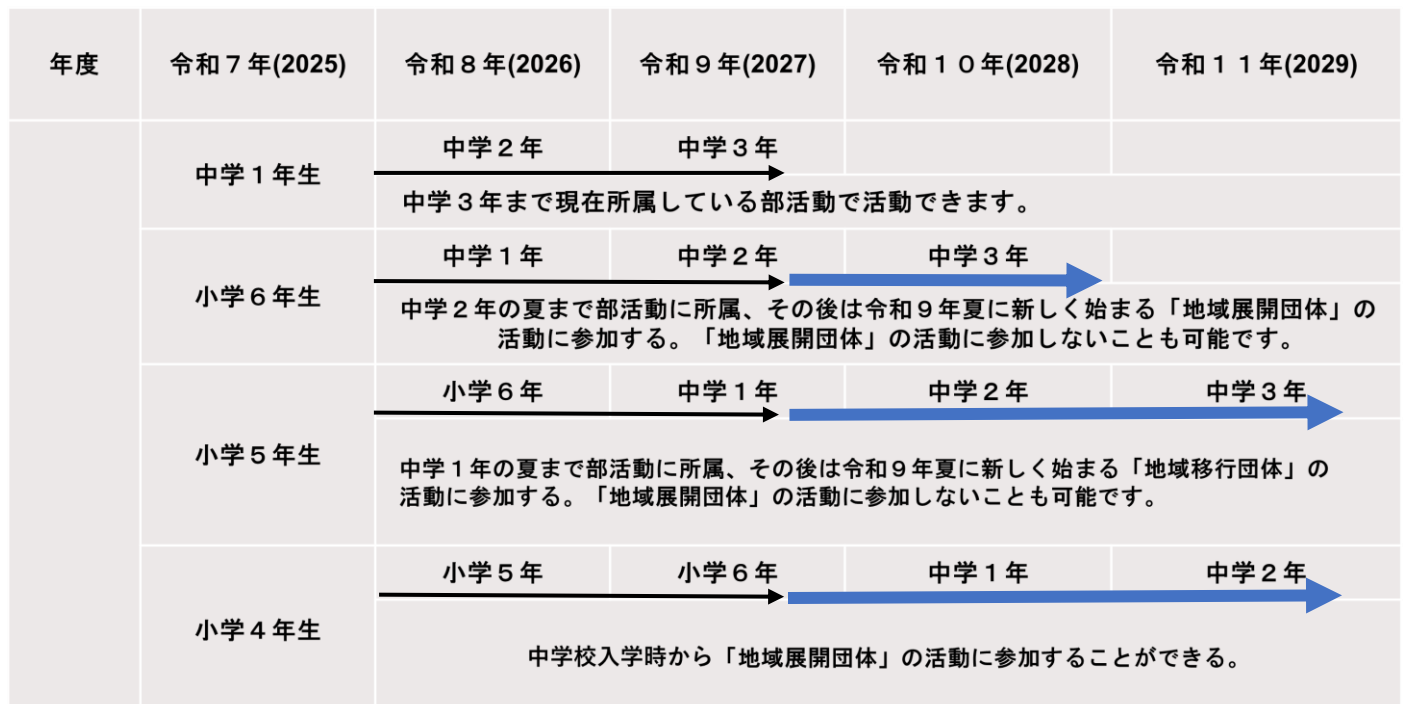 年度 令和７年(2025) 令和８年(2026) 令和９年(2027) 令和１０年(2028) 令和１１年(2029)
中学１年生
中学２年 中学３年
中学３年まで現在所属している部活動で活動できます。
小学６年生
中学１年 中学２年 中学３年
中学２年の夏まで部活動に所属、その後は令和９年夏に新しく始まる「地域展開団体」の
活動に参加する。「地域展開団体」の活動に参加しないことも可能です。
小学５年生
小学６年 中学１年 中学２年 中学３年
中学１年の夏まで部活動に所属、その後は令和９年夏に新しく始まる「地域移行団体」の
活動に参加する。「地域展開団体」の活動に参加しないことも可能です。
小学４年生
小学５年 小学６年 中学１年 中学２年
中学校入学時から「地域展開団体」の活動に参加することができる。